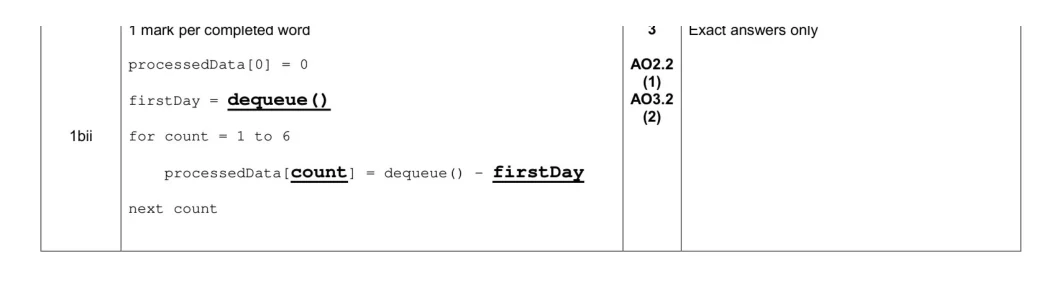 1 mark per completed word
3
Exact answers only
processedData[0] = 0
AO2.2
(1)
firstDay = dequeue()
AO3.2
(2)
1bii
for count = 1 to 6
processedData[count] = dequeue() - firstDay
next count